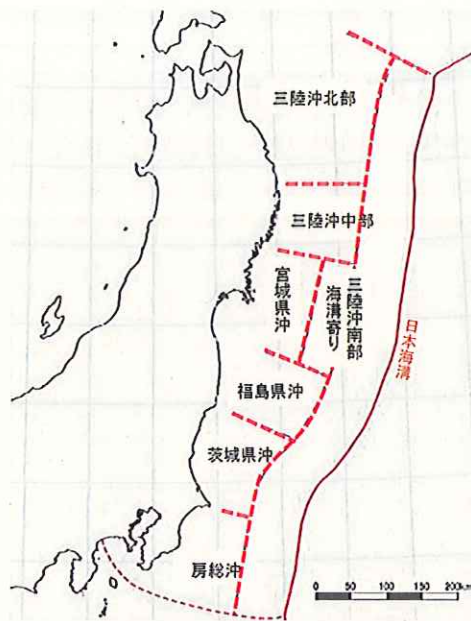 三陸沖北部
三陸沖中部
宮城県沖
三陸沖南部
海溝寄り
日本海溝
福島県沖
茨城県沖
房総沖
0 50 100 150 200km